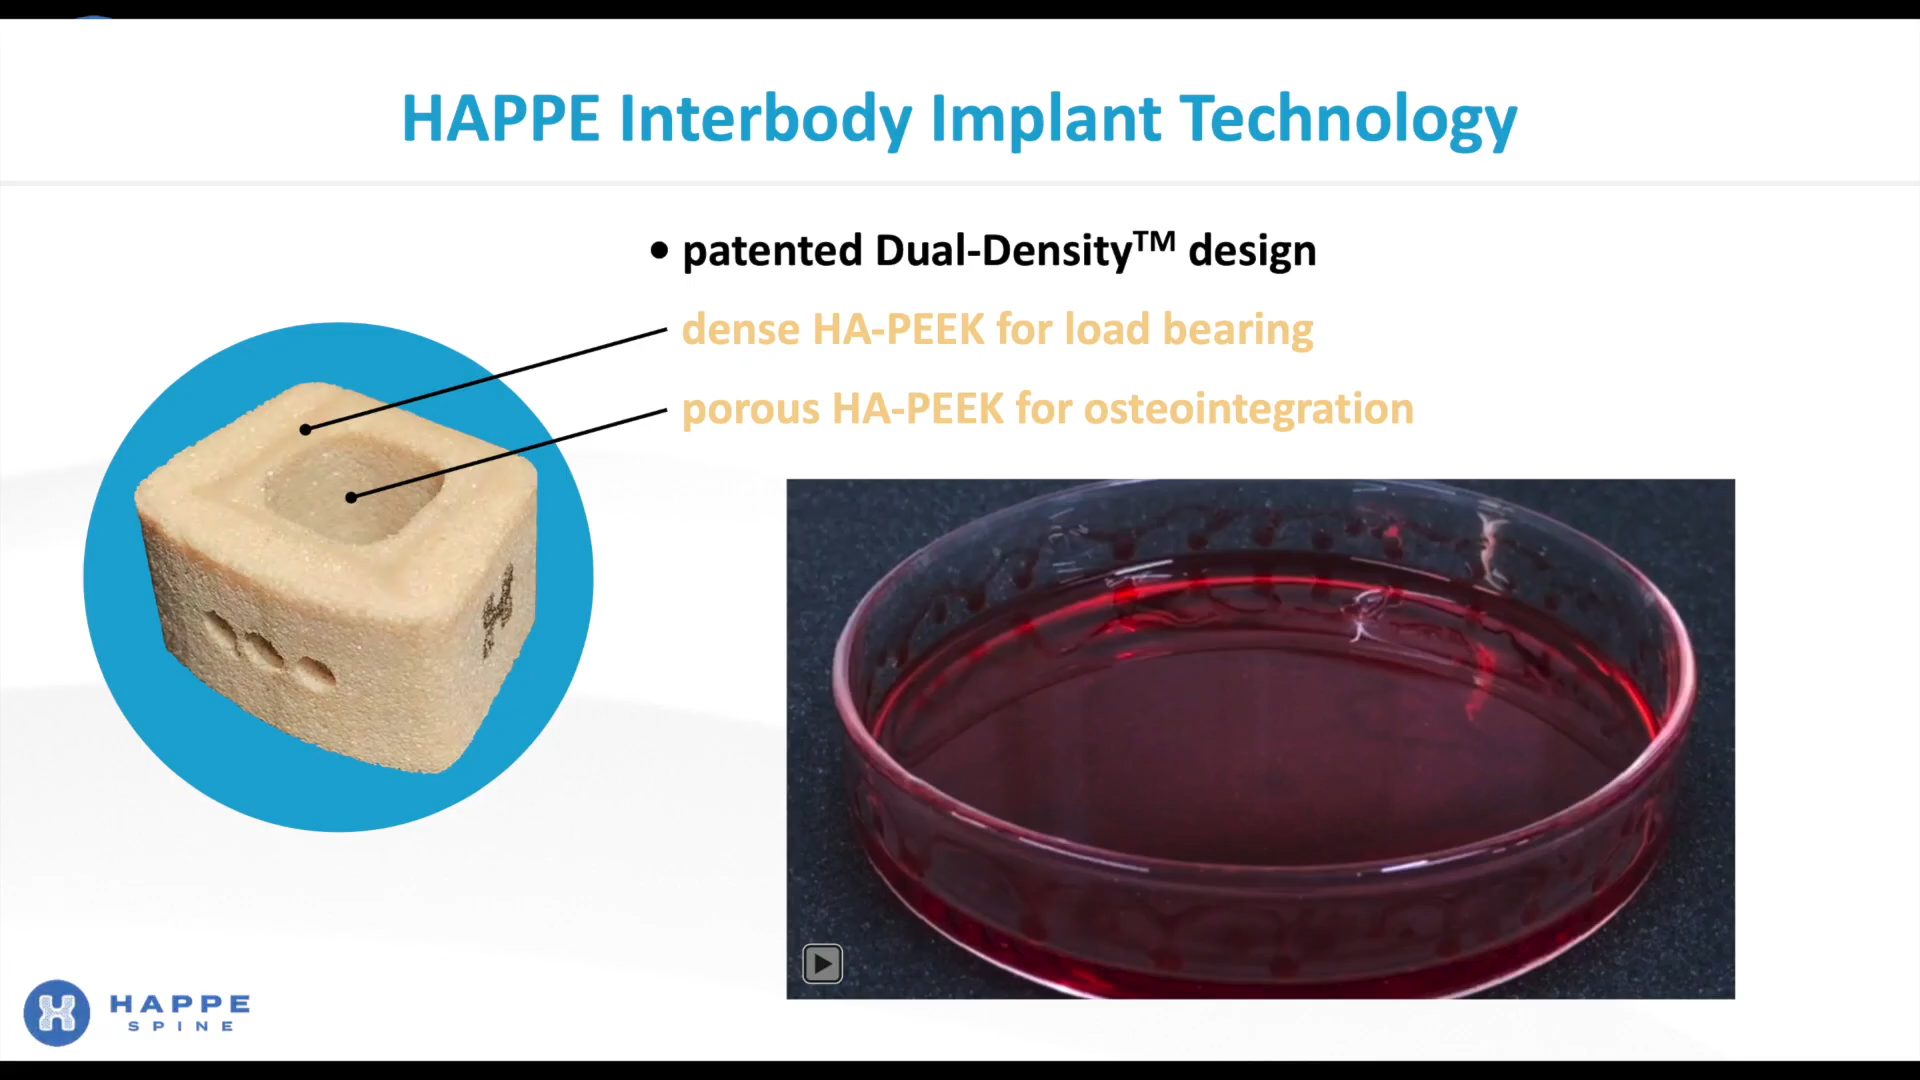 HAPPE Interbody Implant Technology
• patented Dual-Density™ design
dense HA-PEEK for load bearing
porous HA-PEEK for osteointegration
H
HAPPE
SPINE